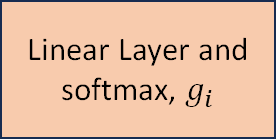 Linear Layer and
softmax, gᵢ